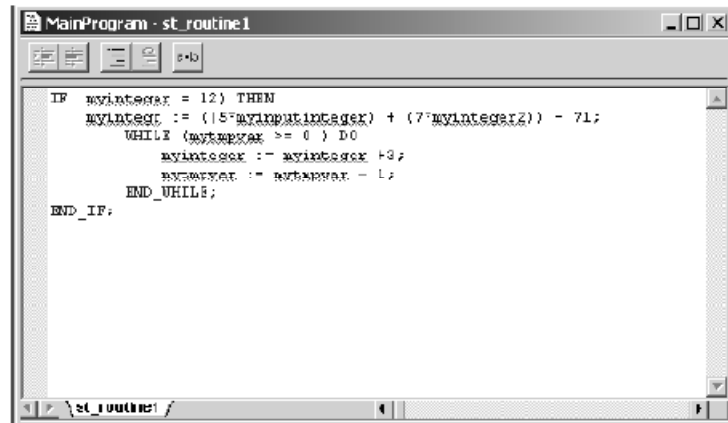 MainProgram - st_routine1
IF myinteger = 12) THEN
myintegr := ((5*myinputinteger) + (7*myinteger2)) - 71;
WHILE (mytmpvar >= 0 ) DO
myinteger := myinteger +3;
mytmpvar := mytmpvar - 1;
END_WHILE;
END_IF;
st_routine1